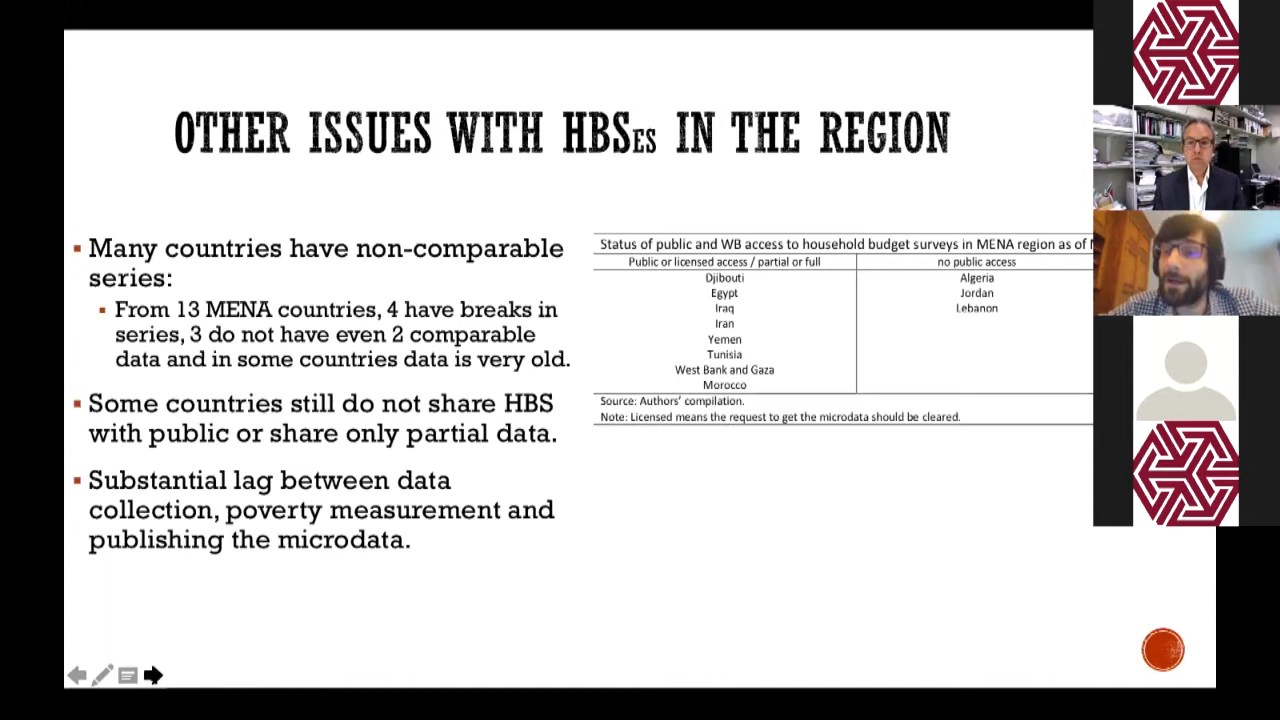 OTHER ISSUES WITH HBSES IN THE REGION
▪ Many countries have non-comparable
series:
▪ From 13 MENA countries, 4 have breaks in
series, 3 do not have even 2 comparable
data and in some countries data is very old.
▪ Some countries still do not share HBS
with public or share only partial data.
▪ Substantial lag between data
collection, poverty measurement and
publishing the microdata.
Status of public and WB access to household budget surveys in MENA region as of
Public or licensed access / partial or full no public access
Djibouti Algeria
Egypt Jordan
Iraq Lebanon
Iran
Yemen
Tunisia
West Bank and Gaza
Morocco
Source: Authors' compilation.
Note: Licensed means the request to get the microdata should be cleared.